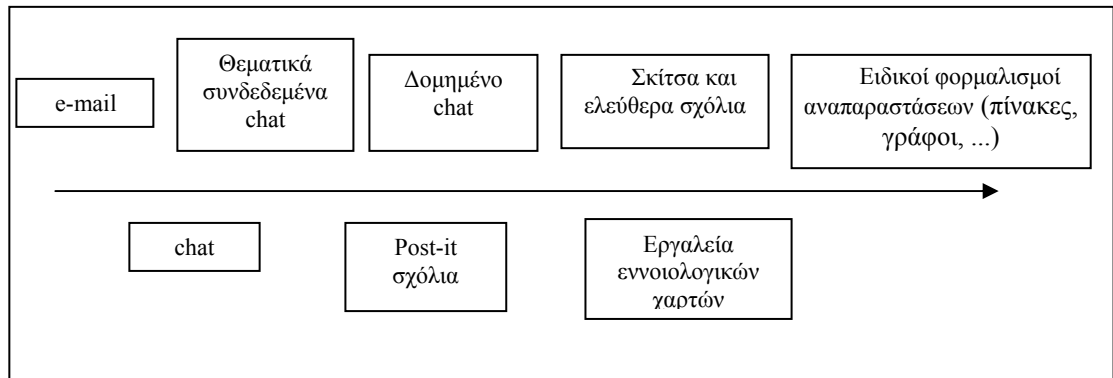 e-mail
Θεματικά
συνδεδεμένα
chat
Δομημένο
chat
Σκίτσα και
ελεύθερα σχόλια
Ειδικοί φορμαλισμοί
αναπαραστάσεων (πίνακες,
γράφοι, ...)
chat
Post-it
σχόλια
Εργαλεία
εννοιολογικών
χαρτών